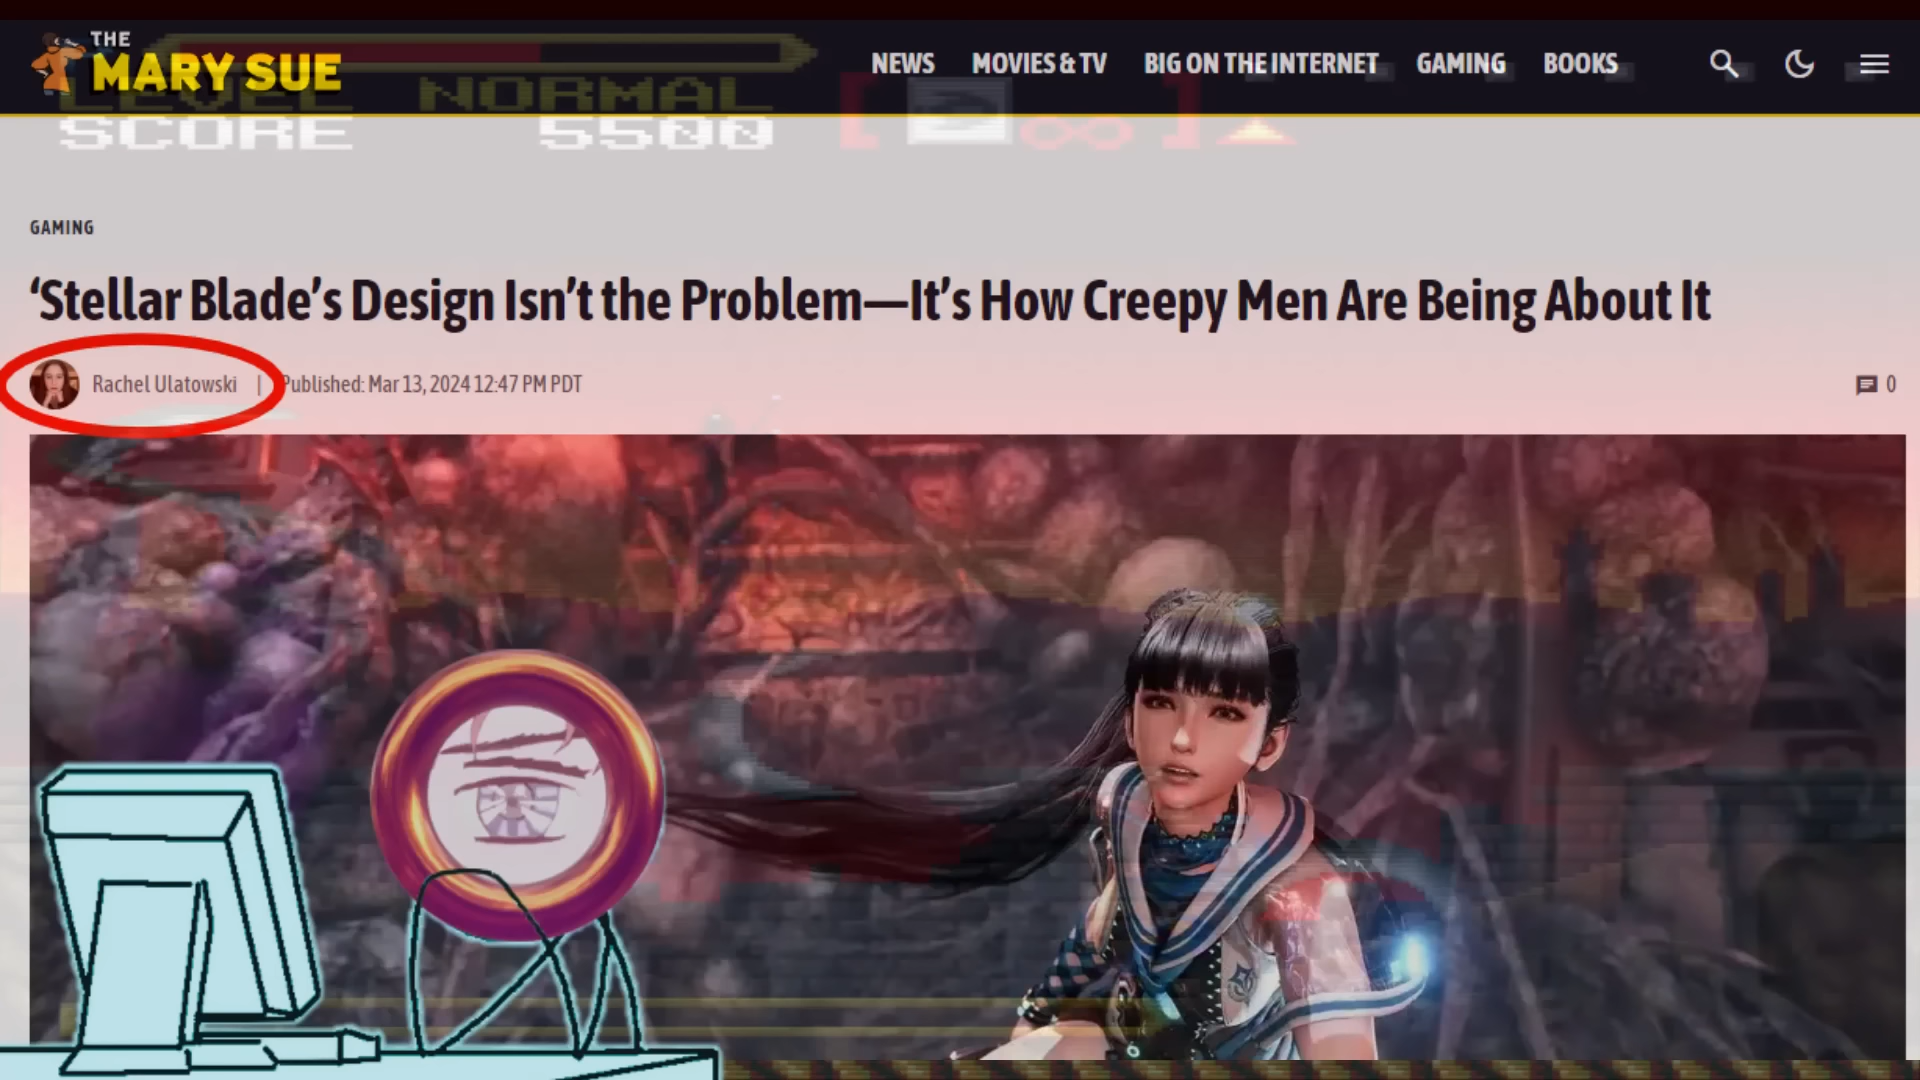 THE
MARY SUE
NEWS
MOVIES & TV
BIG ON THE INTERNET
GAMING
BOOKS
LEVEL NORMAL
SCORE 5500
GAMING
‘Stellar Blade’s Design Isn’t the Problem—It’s How Creepy Men Are Being About It
Rachel Ulatowski | Published: Mar 13, 2024 12:47 PM PDT
0